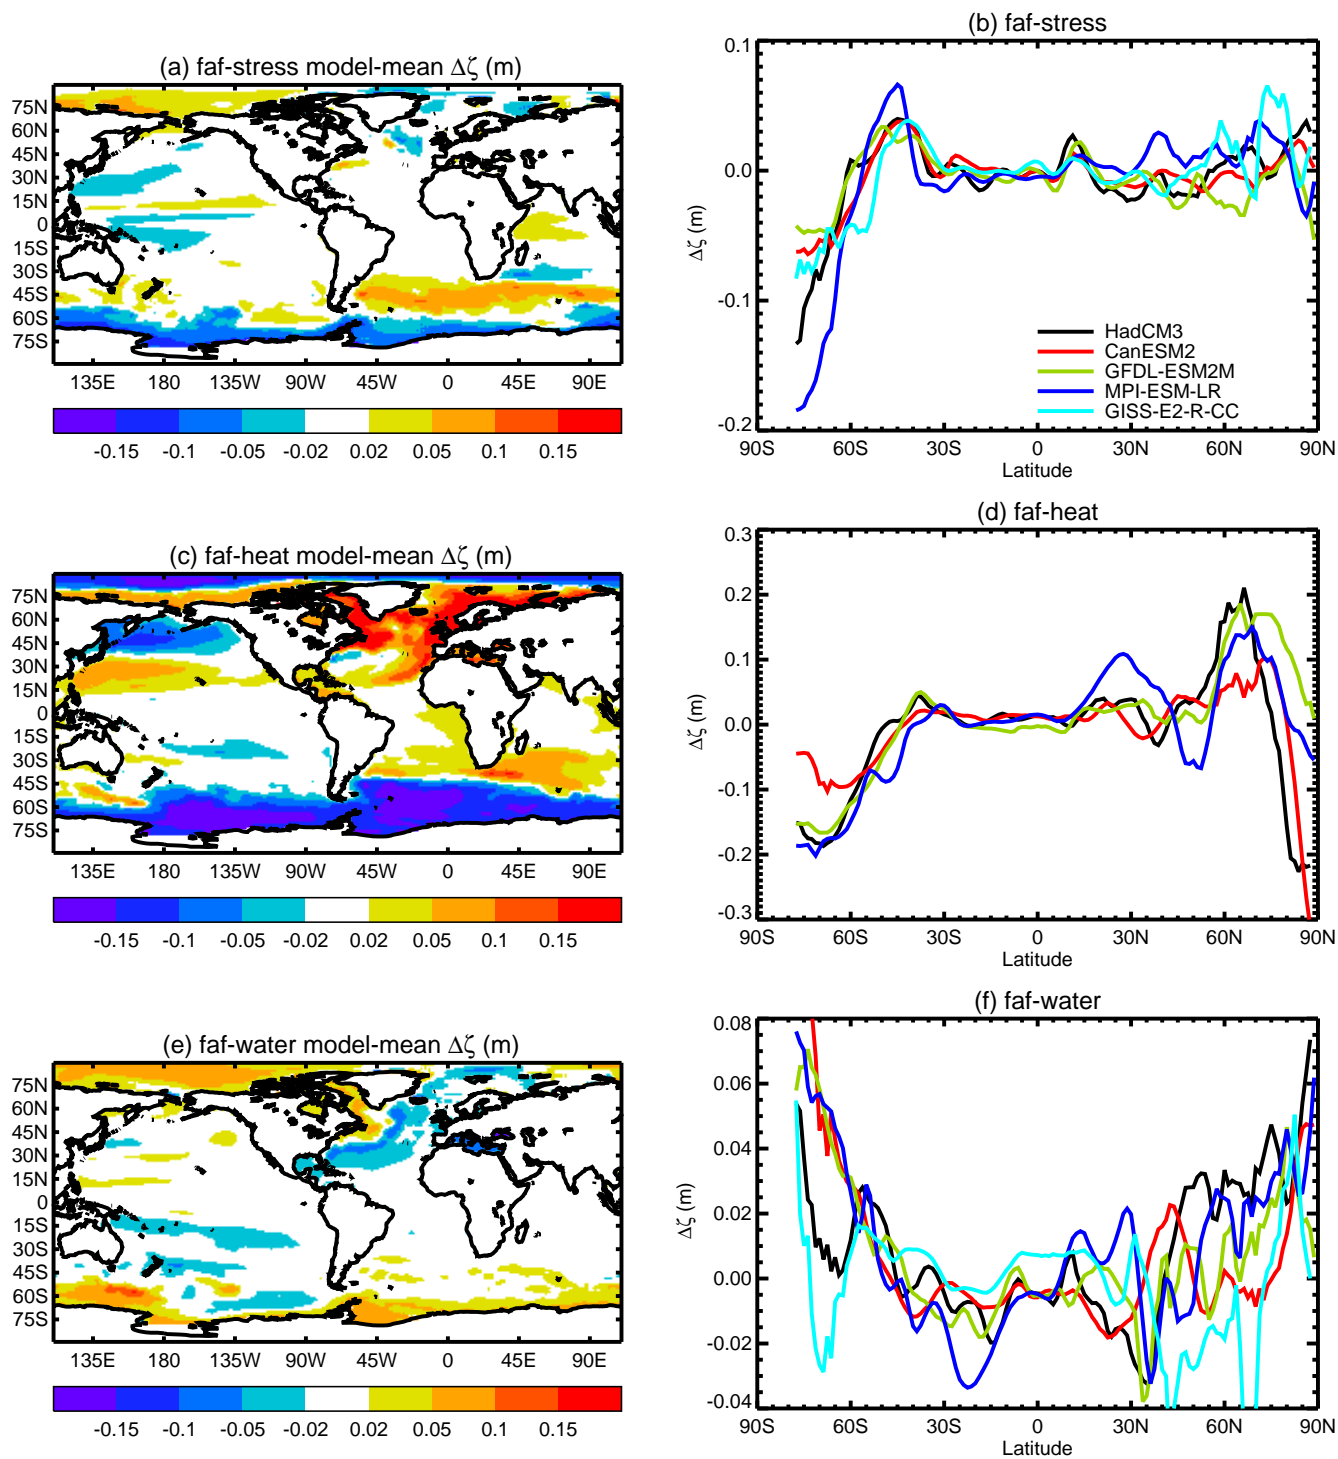 (a) faf-stress model-mean Δζ (m)
75N
60N
45N
30N
15N
0
15S
30S
45S
60S
75S
135E 180 135W 90W 45W 0 45E 90E
-0.15 -0.1 -0.05 -0.02 0.02 0.05 0.1 0.15
(b) faf-stress
0.1
0.0
-0.1
-0.2
Δζ (m)
HadCM3
CanESM2
GFDL-ESM2M
MPI-ESM-LR
GISS-E2-R-CC
90S 60S 30S 0 30N 60N 90N
Latitude
(c) faf-heat model-mean Δζ (m)
75N
60N
45N
30N
15N
0
15S
30S
45S
60S
75S
135E 180 135W 90W 45W 0 45E 90E
-0.15 -0.1 -0.05 -0.02 0.02 0.05 0.1 0.15
(d) faf-heat
0.3
0.2
0.1
0.0
-0.1
-0.2
-0.3
Δζ (m)
90S 60S 30S 0 30N 60N 90N
Latitude
(e) faf-water model-mean Δζ (m)
75N
60N
45N
30N
15N
0
15S
30S
45S
60S
75S
135E 180 135W 90W 45W 0 45E 90E
-0.15 -0.1 -0.05 -0.02 0.02 0.05 0.1 0.15
(f) faf-water
0.08
0.06
0.04
0.02
0.00
-0.02
-0.04
Δζ (m)
90S 60S 30S 0 30N 60N 90N
Latitude